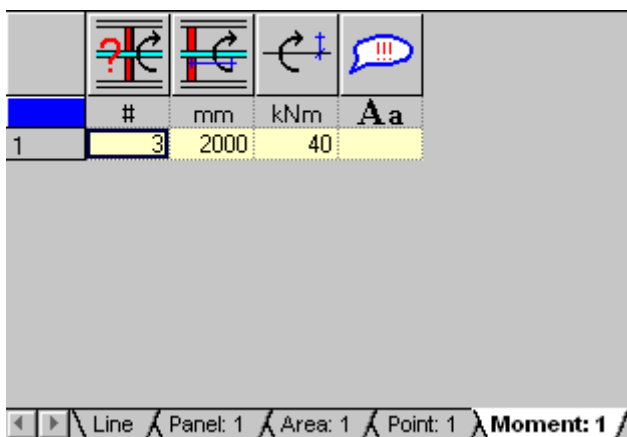 ?
!!!
# mm kNm Aa
1 3 2000 40
Line Panel: 1 Area: 1 Point: 1 Moment: 1